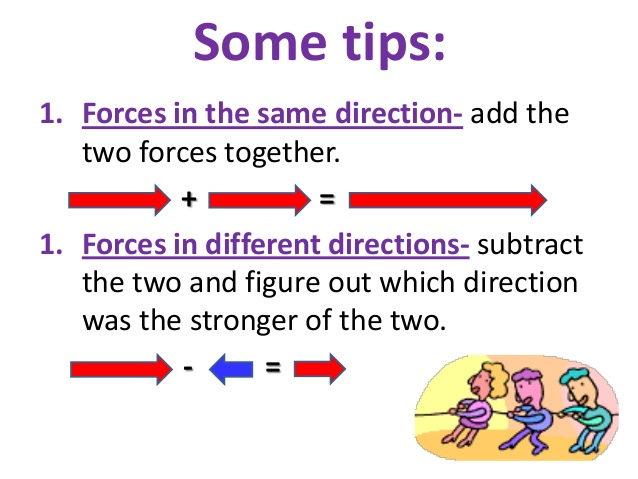 Some tips:
1. Forces in the same direction- add the
two forces together.
+ =
1. Forces in different directions- subtract
the two and figure out which direction
was the stronger of the two.
- =